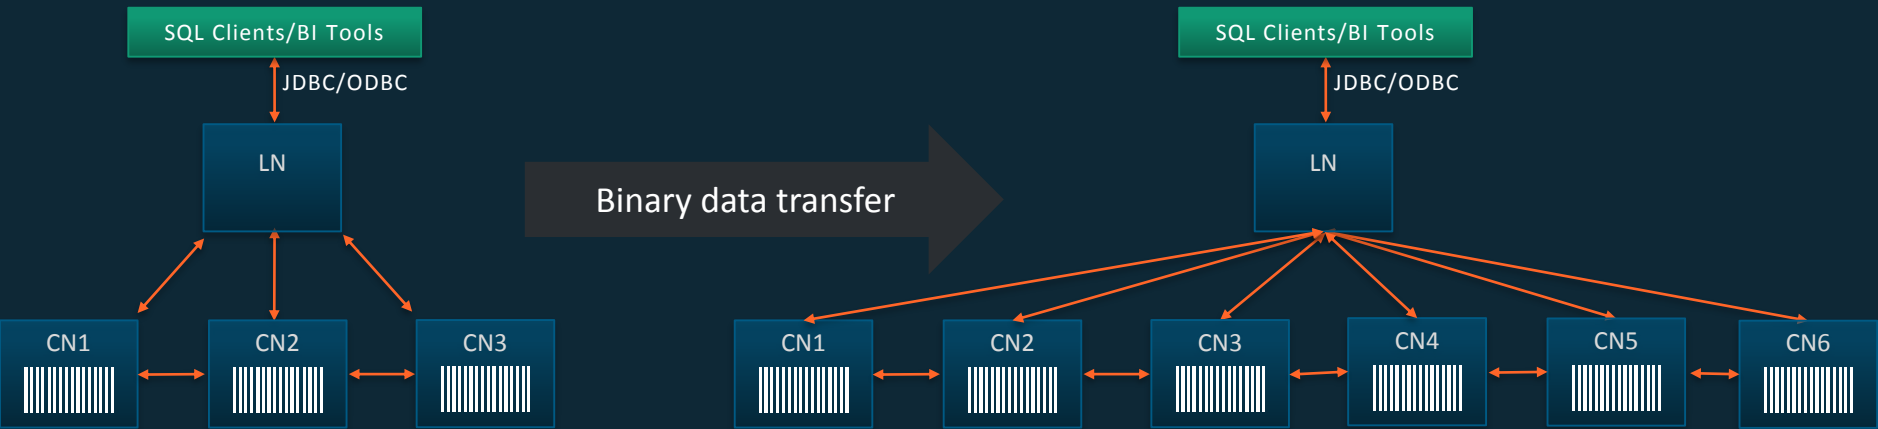 SQL Clients/BI Tools
JDBC/ODBC
LN
CN1
CN2
CN3
Binary data transfer
SQL Clients/BI Tools
JDBC/ODBC
LN
CN1
CN2
CN3
CN4
CN5
CN6